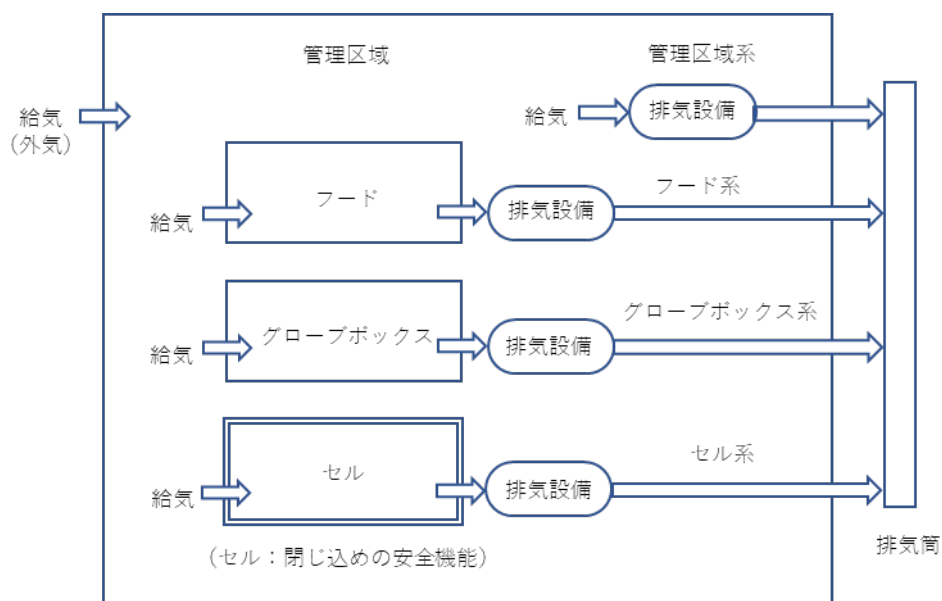 管理区域
管理区域系
給気
（外気）
給気
排気設備
フード
フード系
給気
排気設備
グローブボックス
グローブボックス系
給気
排気設備
セル
セル系
給気
排気設備
（セル：閉じ込めの安全機能）
排気筒